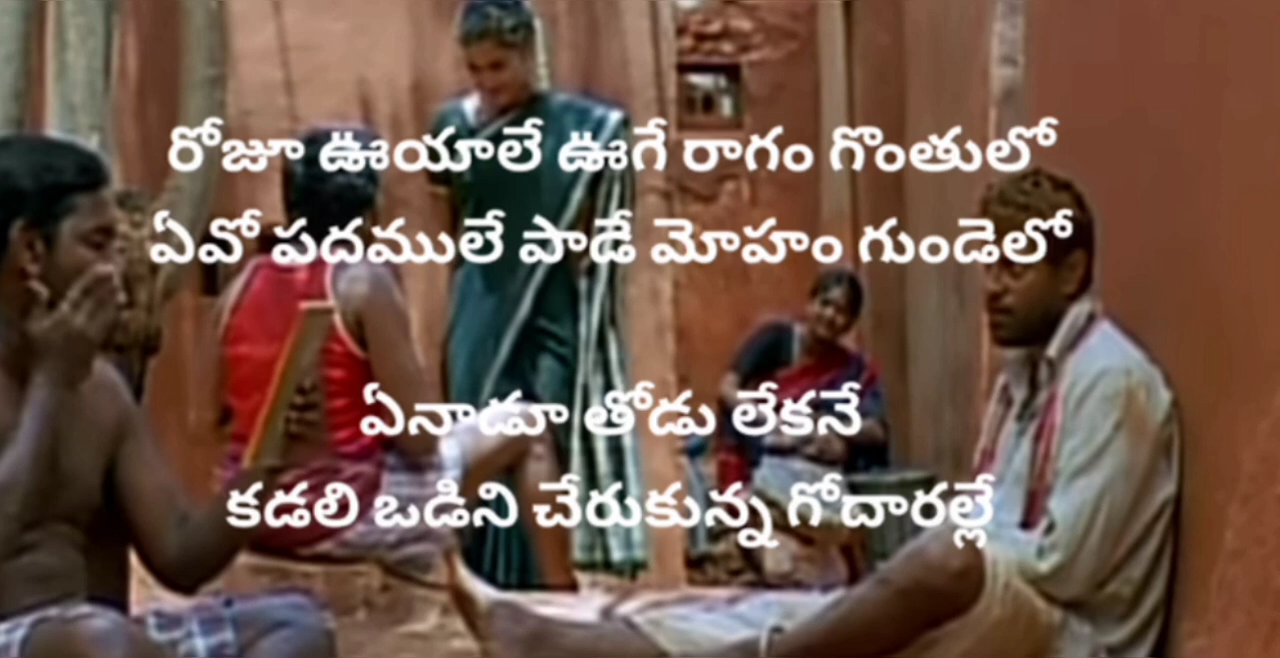 రోజూ ఊయాలే ఊగే రాగం గొంతులో
ఏవో పదములే పాడే మోహం గుండెలో
ఏనాడూ తోడు లేకనే
కడలి ఒడిని చేరుకున్న గోదారల్లే